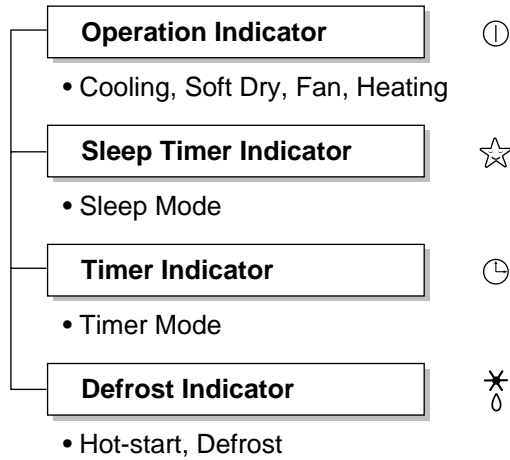 Operation Indicator
• Cooling, Soft Dry, Fan, Heating
Sleep Timer Indicator
• Sleep Mode
Timer Indicator
• Timer Mode
Defrost Indicator
• Hot-start, Defrost